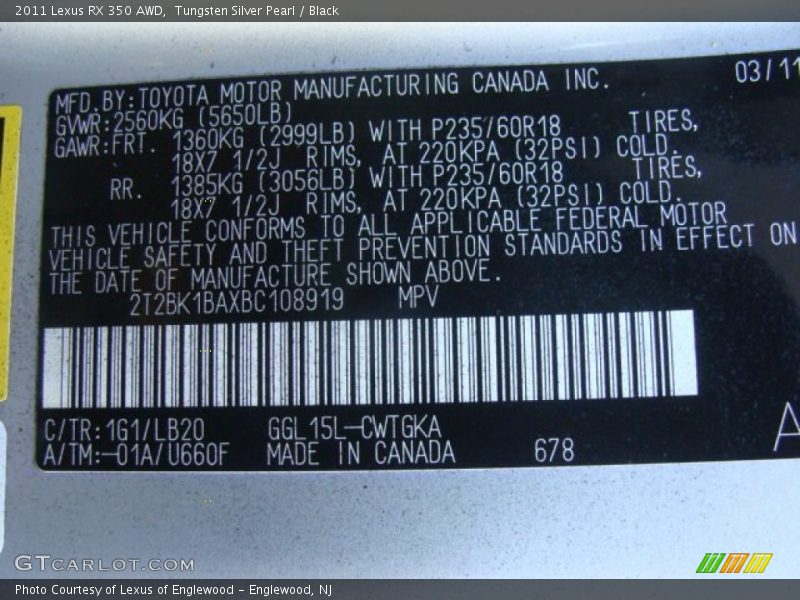 2011 Lexus RX 350 AWD, Tungsten Silver Pearl / Black
MFD. BY: TOYOTA MOTOR MANUFACTURING CANADA INC. 03/11
GVWR: 2560KG (5650LB)
GAWR: FRT. 1360KG (2999LB) WITH P235/60R18 TIRES,
18X7 1/2J RIMS, AT 220KPA (32PSI) COLD.
RR. 1385KG (3056LB) WITH P235/60R18 TIRES,
18X7 1/2J RIMS, AT 220KPA (32PSI) COLD.
THIS VEHICLE CONFORMS TO ALL APPLICABLE FEDERAL MOTOR
VEHICLE SAFETY AND THEFT PREVENTION STANDARDS IN EFFECT ON
THE DATE OF MANUFACTURE SHOWN ABOVE.
2T2BK1BAXBC108919 MPV
C/TR: 1G1/LB20 GGL15L-CWTGKA
A/TM: -01A/U660F MADE IN CANADA 678 A
GTCARLOT.COM
Photo Courtesy of Lexus of Englewood - Englewood, NJ